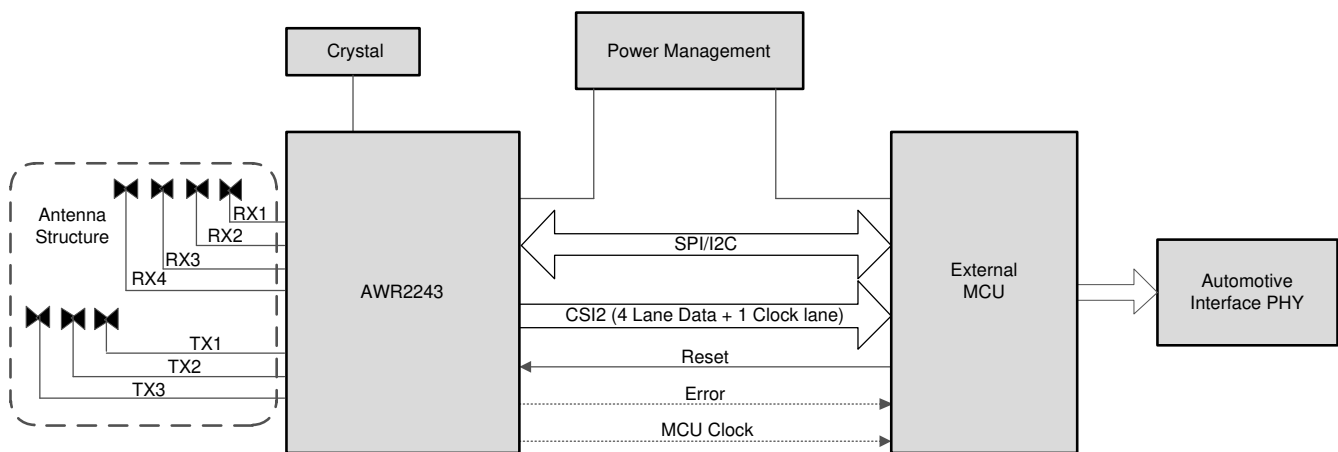 Crystal
Power Management
Antenna
Structure
RX1
RX2
RX3
RX4
TX1
TX2
TX3
AWR2243
SPI/I2C
CSI2 (4 Lane Data + 1 Clock lane)
Reset
Error
MCU Clock
External
MCU
Automotive
Interface PHY